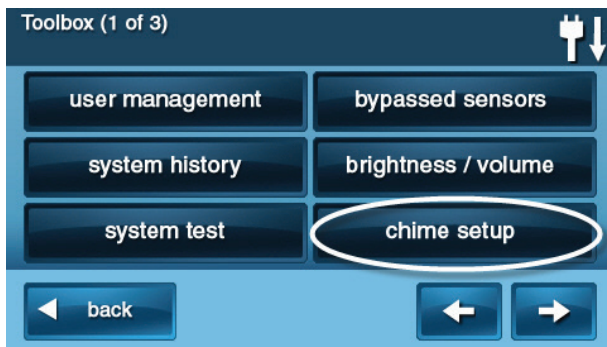 Toolbox (1 of 3)
user management
bypassed sensors
system history
brightness / volume
system test
chime setup
back